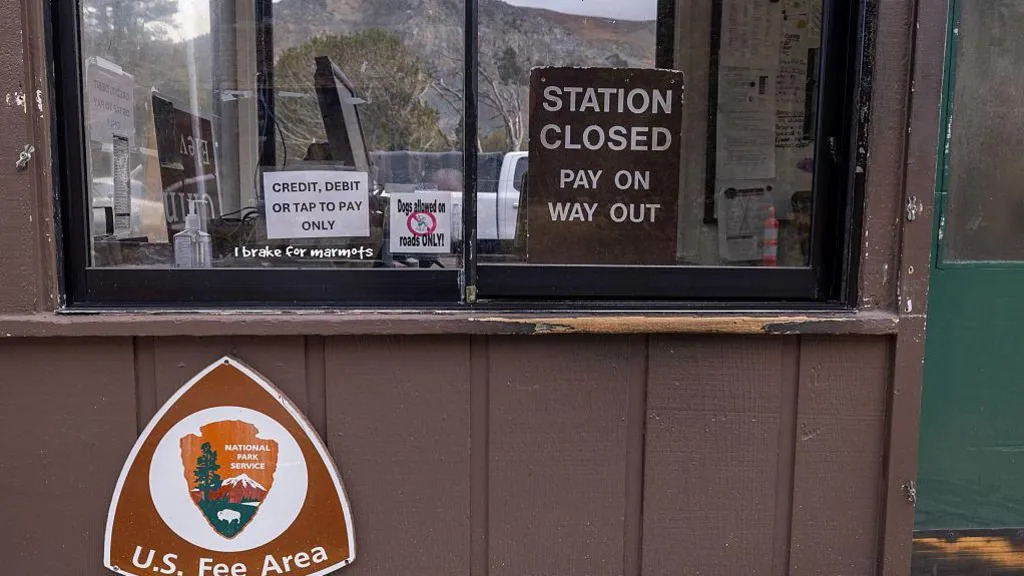 STATION
CLOSED
PAY ON
WAY OUT
CREDIT, DEBIT
OR TAP TO PAY
ONLY
Dogs allowed on
roads ONLY!
I brake for marmots
NATIONAL
PARK
SERVICE
U.S. Fee Area